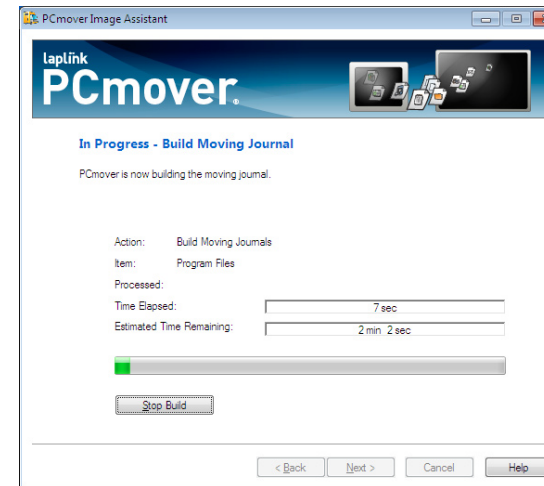 PCmover Image Assistant
laplink
PCmover®
In Progress - Build Moving Journal
PCmover is now building the moving journal.
Action: Build Moving Journals
Item: Program Files
Processed:
Time Elapsed: 7 sec
Estimated Time Remaining: 2 min 2 sec
Stop Build
< Back Next > Cancel Help